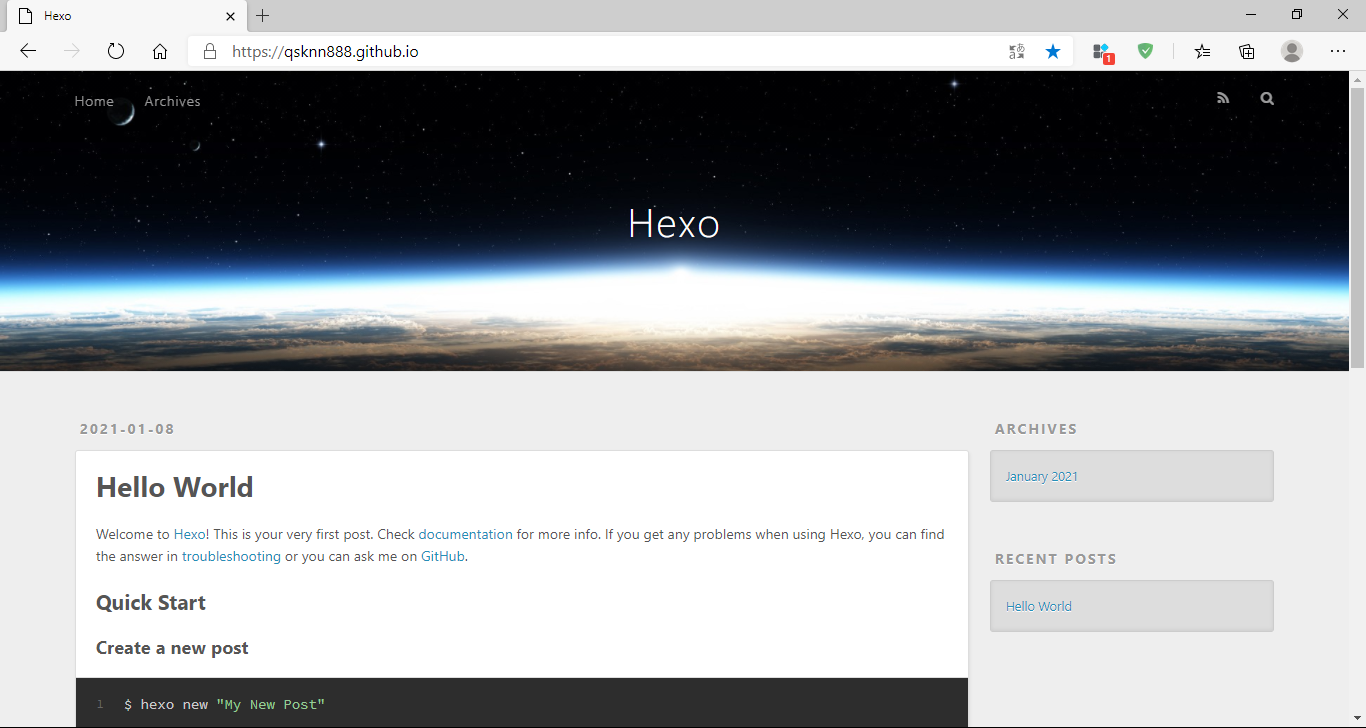 Hexo
https://qsknn888.github.io
1
Home Archives
Hexo
2021-01-08
Hello World
Welcome to Hexo! This is your very first post. Check documentation for more info. If you get any problems when using Hexo, you can find
the answer in troubleshooting or you can ask me on GitHub.
Quick Start
Create a new post
1 $ hexo new "My New Post"
ARCHIVES
January 2021
RECENT POSTS
Hello World